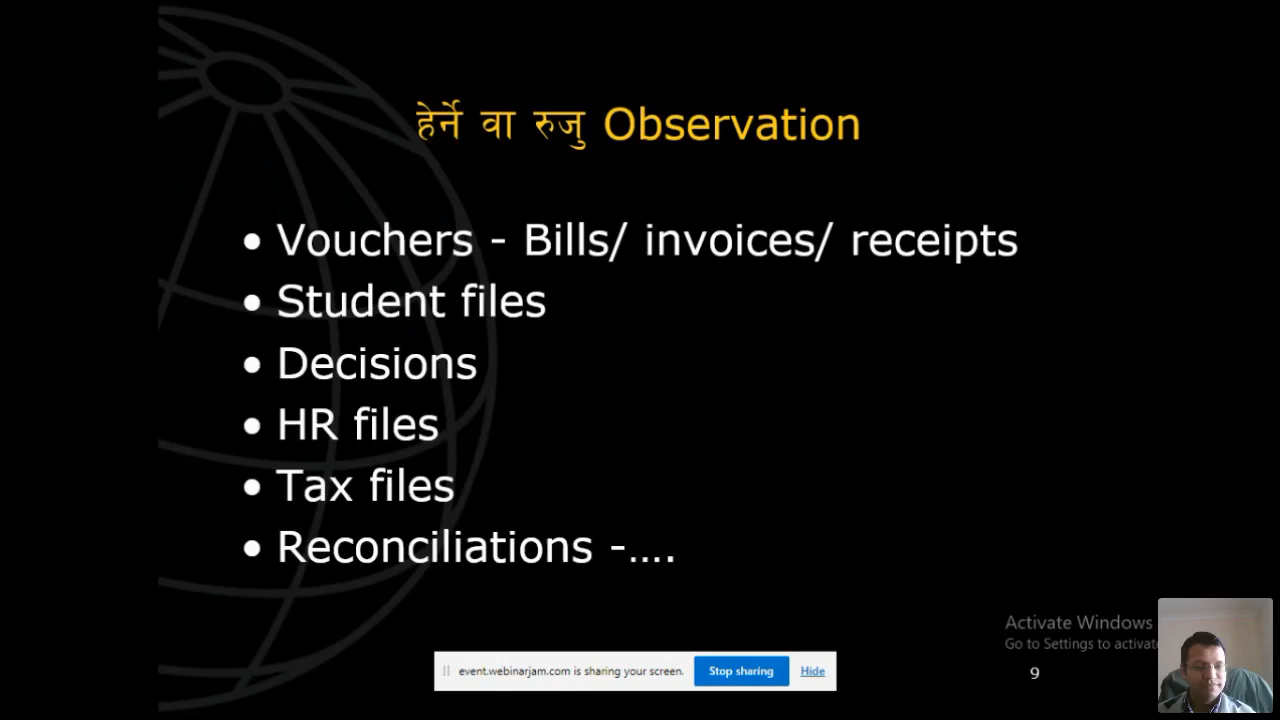 हेर्ने वा रुजु Observation
• Vouchers - Bills/ invoices/ receipts
• Student files
• Decisions
• HR files
• Tax files
• Reconciliations -....
Activate Windows
Go to Settings to activate
event.webinarjam.com is sharing your screen. Stop sharing Hide
9